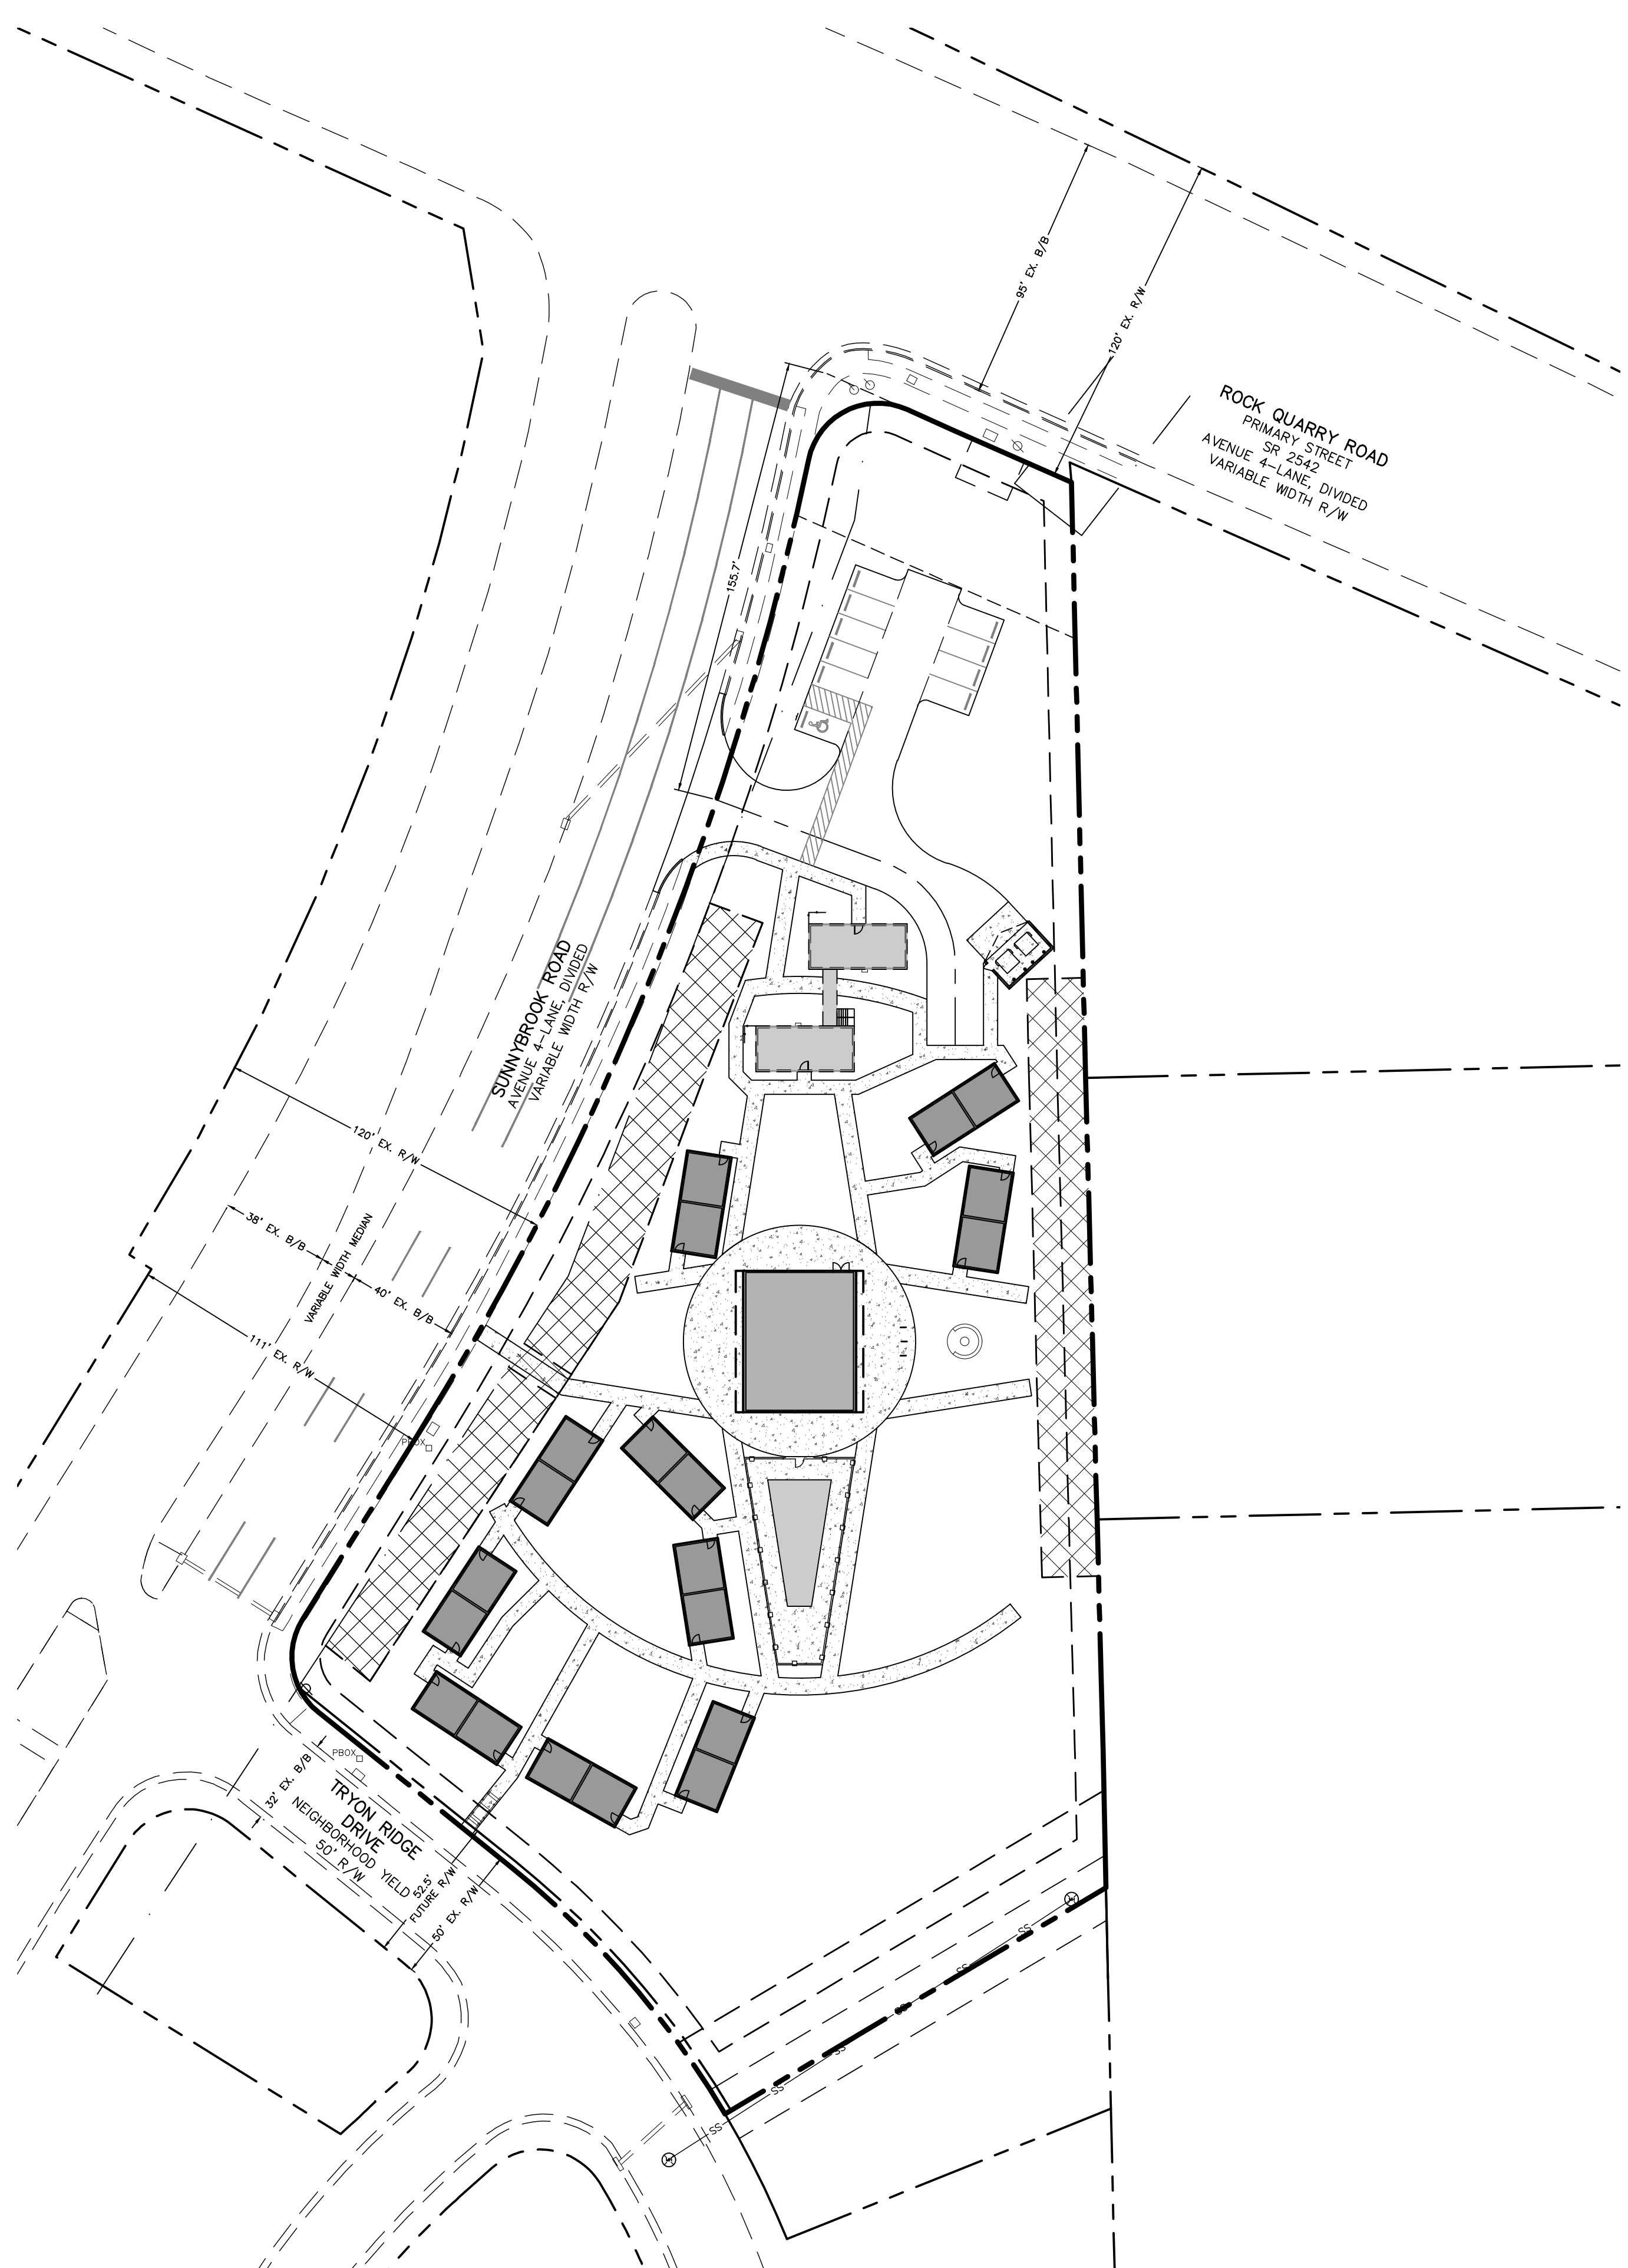 95' EX. B/B
120' EX. R/W
ROCK QUARRY ROAD
PRIMARY STREET
SR 2542
AVENUE 4-LANE, DIVIDED
VARIABLE WIDTH R/W
155.7'
SUNNYBROOK ROAD
AVENUE 4-LANE, DIVIDED
VARIABLE WIDTH R/W
120' EX. R/W
38' EX. B/B
VARIABLE WIDTH MEDIAN
40' EX. B/B
111' EX. R/W
PBOX
PBOX
32' EX. B/B
TRYON RIDGE
DRIVE
NEIGHBORHOOD YIELD
50' R/W
52.5'
FUTURE R/W
50' EX. R/W
SS
SS
SS
SS
SS
SS